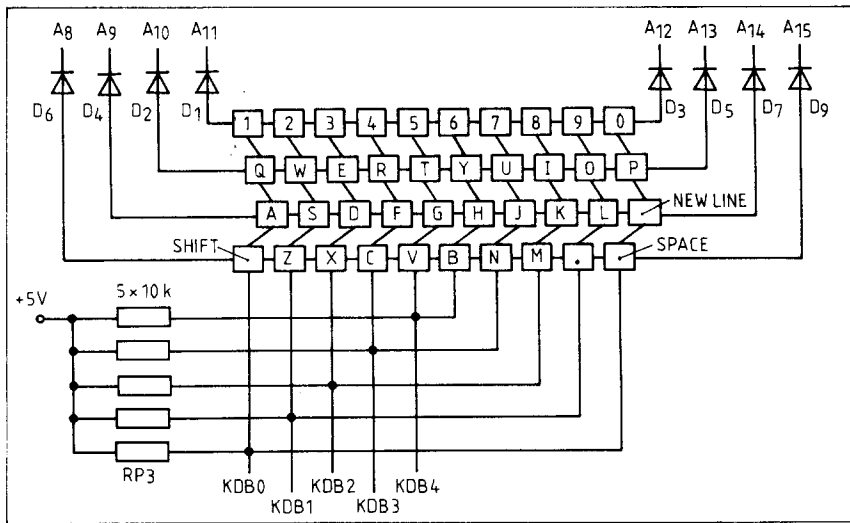 A8 A9 A10 A11 A12 A13 A14 A15
D6 D4 D2 D1 D3 D5 D7 D9
1 2 3 4 5 6 7 8 9 0
Q W E R T Y U I O P
A S D F G H J K L NEW LINE
SHIFT Z X C V B N M . SPACE
+5V 5×10k
RP3
KDB0 KDB1 KDB2 KDB3 KDB4